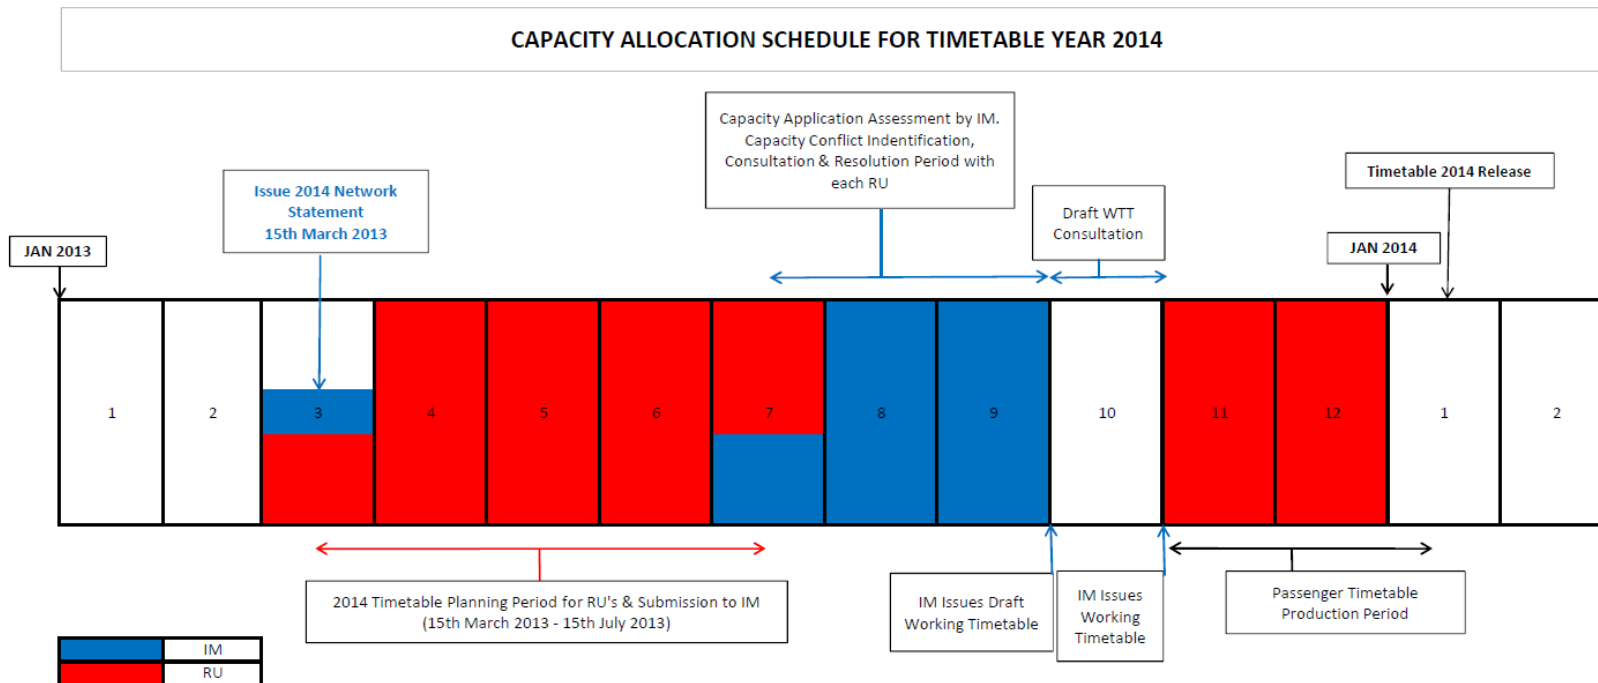 CAPACITY ALLOCATION SCHEDULE FOR TIMETABLE YEAR 2014
Capacity Application Assessment by IM.
Capacity Conflict Indentification,
Consultation & Resolution Period with
each RU
Issue 2014 Network
Statement
15th March 2013
Timetable 2014 Release
Draft WTT
Consultation
JAN 2013
JAN 2014
1
2
3
4
5
6
7
8
9
10
11
12
1
2
2014 Timetable Planning Period for RU's & Submission to IM
(15th March 2013 - 15th July 2013)
IM Issues Draft
Working Timetable
IM Issues
Working
Timetable
Passenger Timetable
Production Period
IM
RU